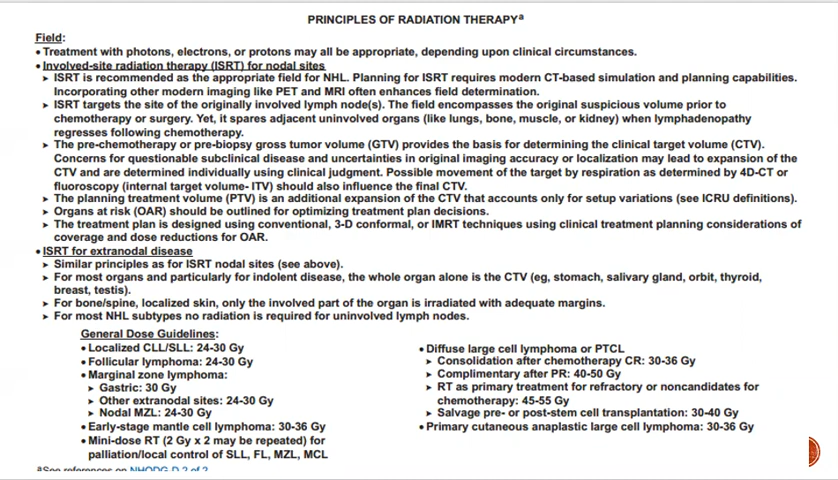 PRINCIPLES OF RADIATION THERAPYª
Field:
• Treatment with photons, electrons, or protons may all be appropriate, depending upon clinical circumstances.
• Involved-site radiation therapy (ISRT) for nodal sites
➤ ISRT is recommended as the appropriate field for NHL. Planning for ISRT requires modern CT-based simulation and planning capabilities.
Incorporating other modern imaging like PET and MRI often enhances field determination.
➤ ISRT targets the site of the originally involved lymph node(s). The field encompasses the original suspicious volume prior to
chemotherapy or surgery. Yet, it spares adjacent uninvolved organs (like lungs, bone, muscle, or kidney) when lymphadenopathy
regresses following chemotherapy.
➤ The pre-chemotherapy or pre-biopsy gross tumor volume (GTV) provides the basis for determining the clinical target volume (CTV).
Concerns for questionable subclinical disease and uncertainties in original imaging accuracy or localization may lead to expansion of the
CTV and are determined individually using clinical judgment. Possible movement of the target by respiration as determined by 4D-CT or
fluoroscopy (internal target volume- ITV) should also influence the final CTV.
➤ The planning treatment volume (PTV) is an additional expansion of the CTV that accounts only for setup variations (see ICRU definitions).
➤ Organs at risk (OAR) should be outlined for optimizing treatment plan decisions.
➤ The treatment plan is designed using conventional, 3-D conformal, or IMRT techniques using clinical treatment planning considerations of
coverage and dose reductions for OAR.
• ISRT for extranodal disease
➤ Similar principles as for ISRT nodal sites (see above).
➤ For most organs and particularly for indolent disease, the whole organ alone is the CTV (eg, stomach, salivary gland, orbit, thyroid,
breast, testis).
➤ For bone/spine, localized skin, only the involved part of the organ is irradiated with adequate margins.
➤ For most NHL subtypes no radiation is required for uninvolved lymph nodes.
General Dose Guidelines:
• Localized CLL/SLL: 24-30 Gy
• Follicular lymphoma: 24-30 Gy
• Marginal zone lymphoma:
➤ Gastric: 30 Gy
➤ Other extranodal sites: 24-30 Gy
➤ Nodal MZL: 24-30 Gy
• Early-stage mantle cell lymphoma: 30-36 Gy
• Mini-dose RT (2 Gy x 2 may be repeated) for
palliation/local control of SLL, FL, MZL, MCL
• Diffuse large cell lymphoma or PTCL
➤ Consolidation after chemotherapy CR: 30-36 Gy
➤ Complimentary after PR: 40-50 Gy
➤ RT as primary treatment for refractory or noncandidates for
chemotherapy: 45-55 Gy
➤ Salvage pre- or post-stem cell transplantation: 30-40 Gy
• Primary cutaneous anaplastic large cell lymphoma: 30-36 Gy
ªSee references on NHODG-D 2 of 2